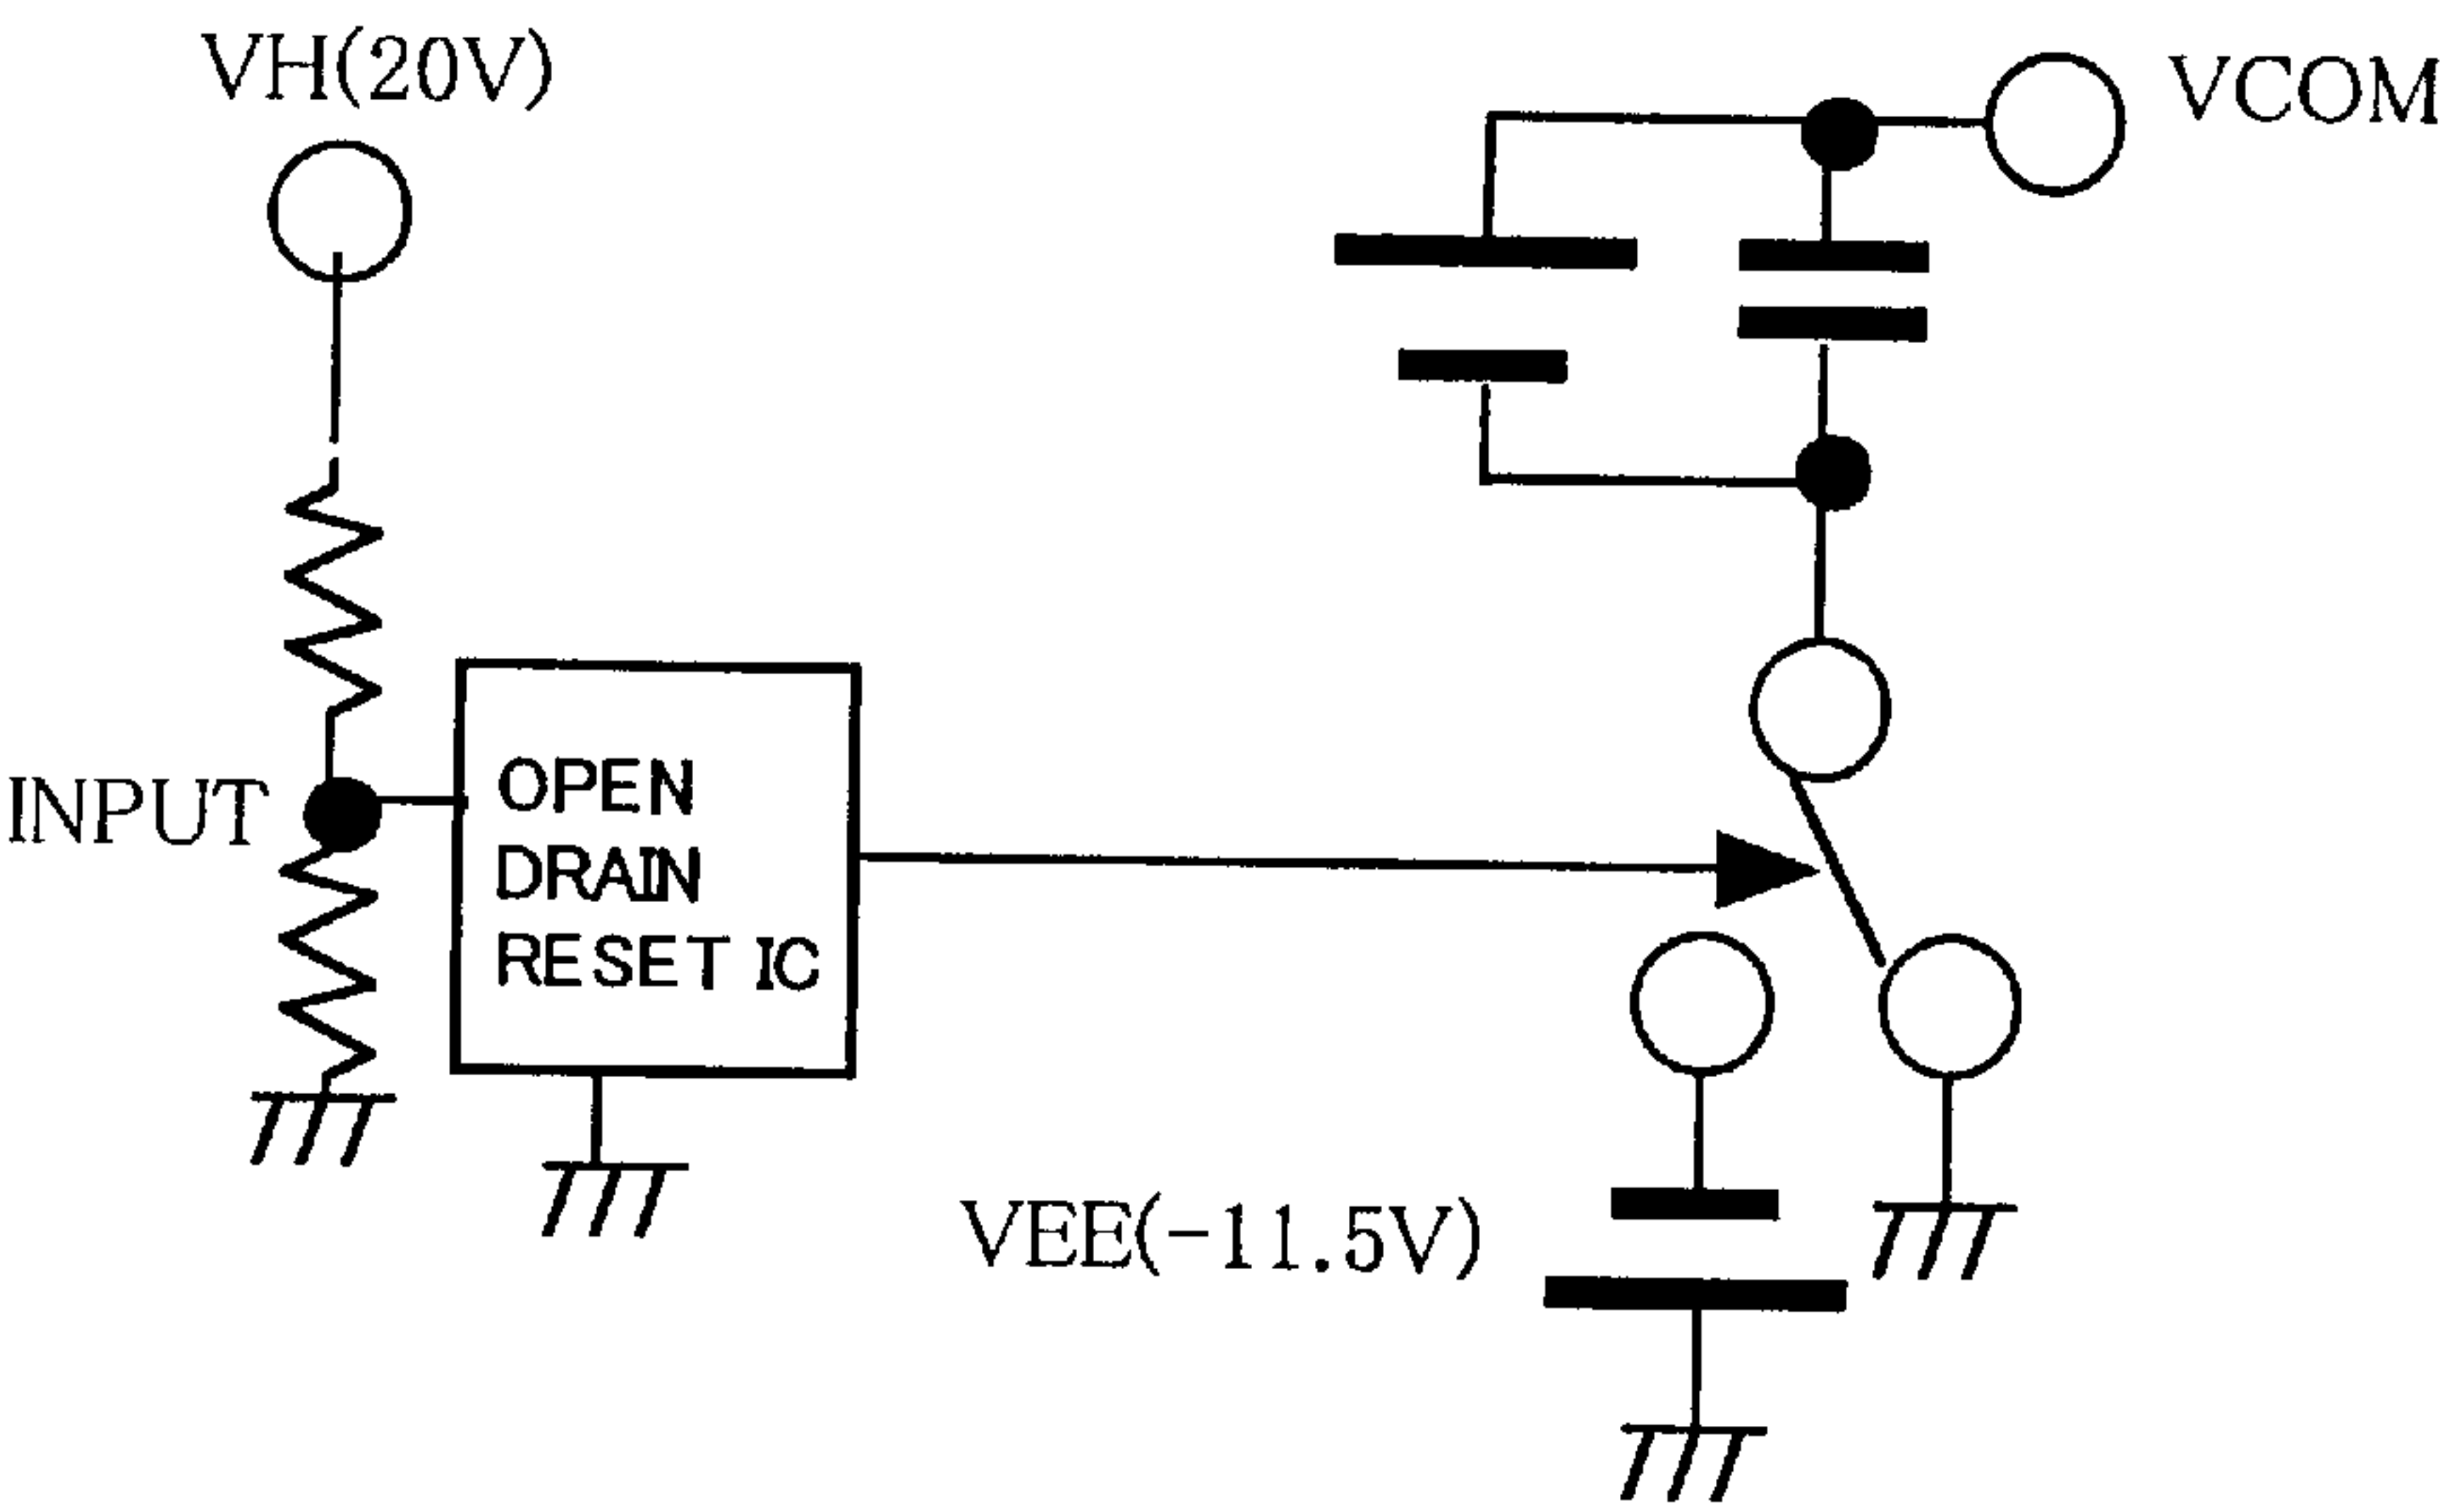 VH(20V)
VCOM
INPUT
OPEN
DRAIN
RESET IC
VEE(-11.5V)